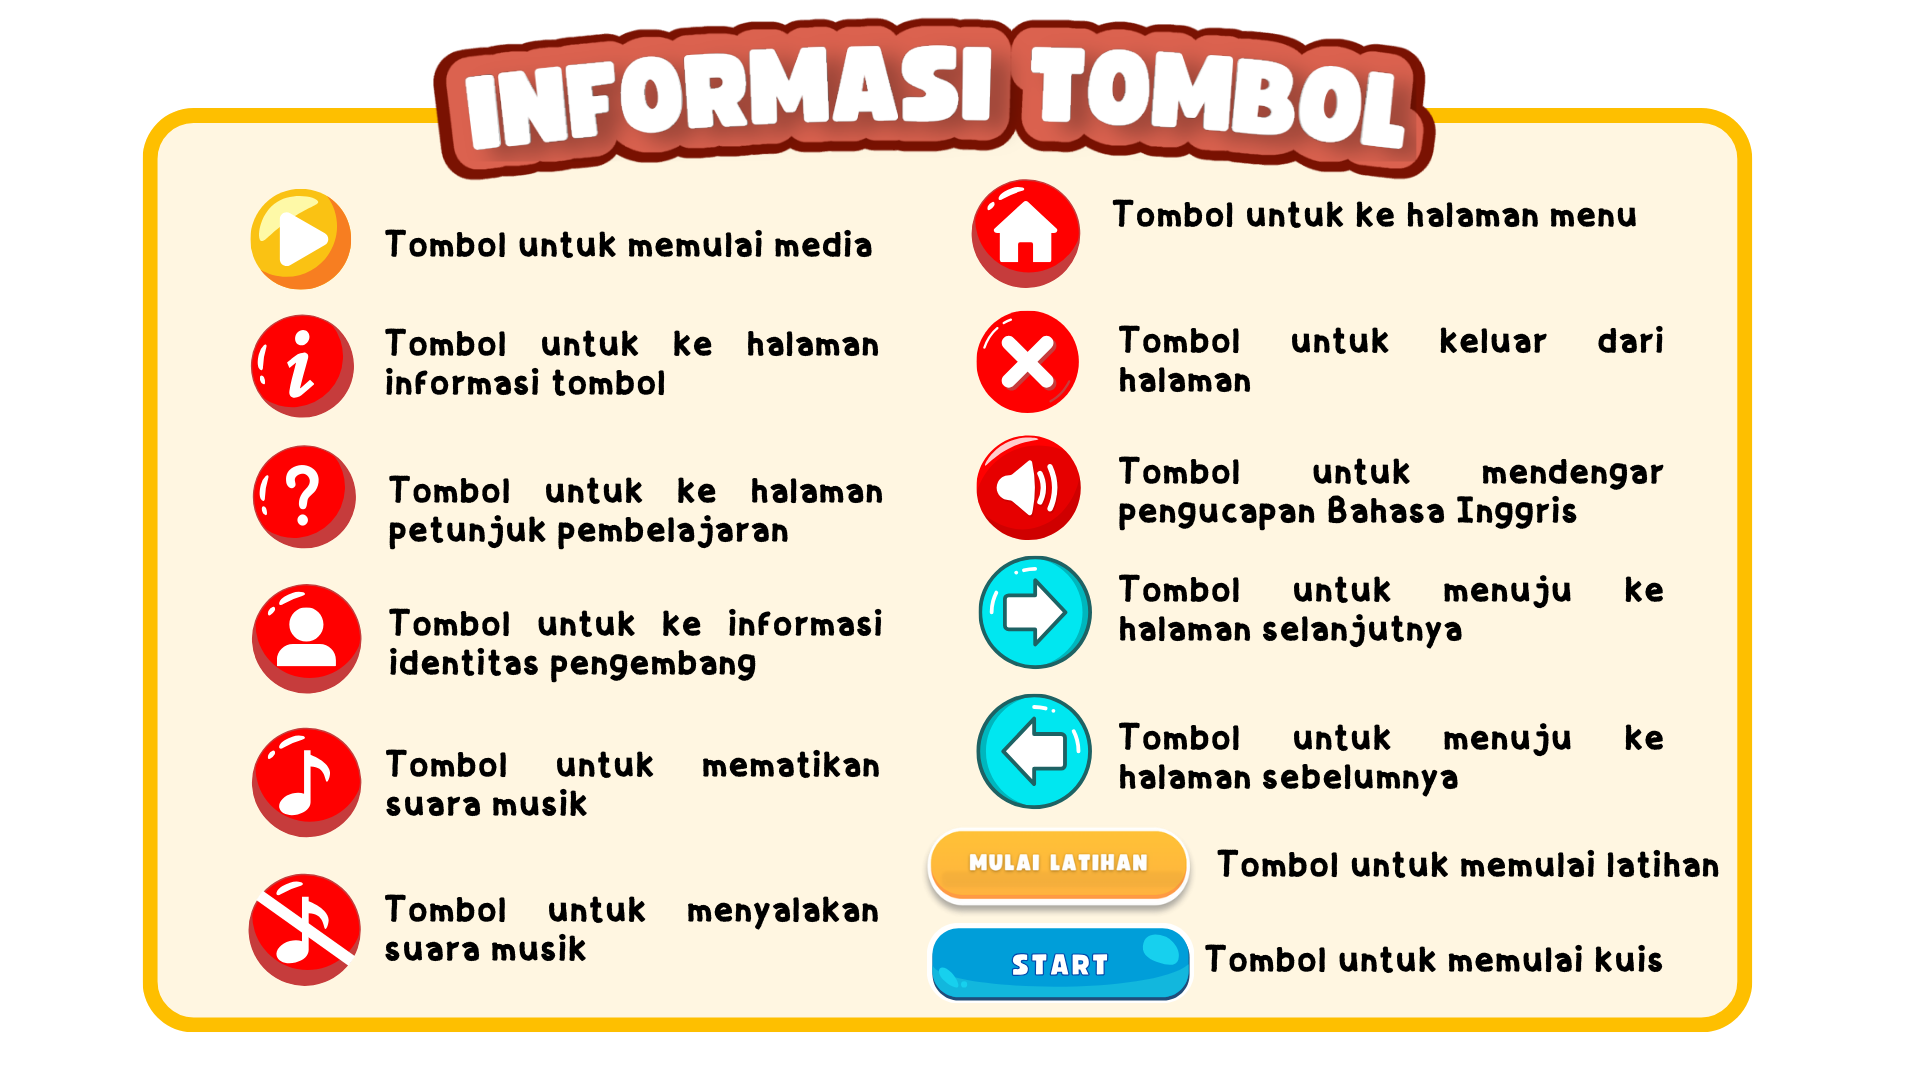 INFORMASI TOMBOL
Tombol untuk memulai media
Tombol untuk ke halaman
informasi tombol
Tombol untuk ke halaman
petunjuk pembelajaran
Tombol untuk ke informasi
identitas pengembang
Tombol untuk mematikan
suara musik
Tombol untuk menyalakan
suara musik
Tombol untuk ke halaman menu
Tombol untuk keluar dari
halaman
Tombol untuk mendengar
pengucapan Bahasa Inggris
Tombol untuk menuju ke
halaman selanjutnya
Tombol untuk menuju ke
halaman sebelumnya
MULAI LATIHAN
Tombol untuk memulai latihan
START
Tombol untuk memulai kuis